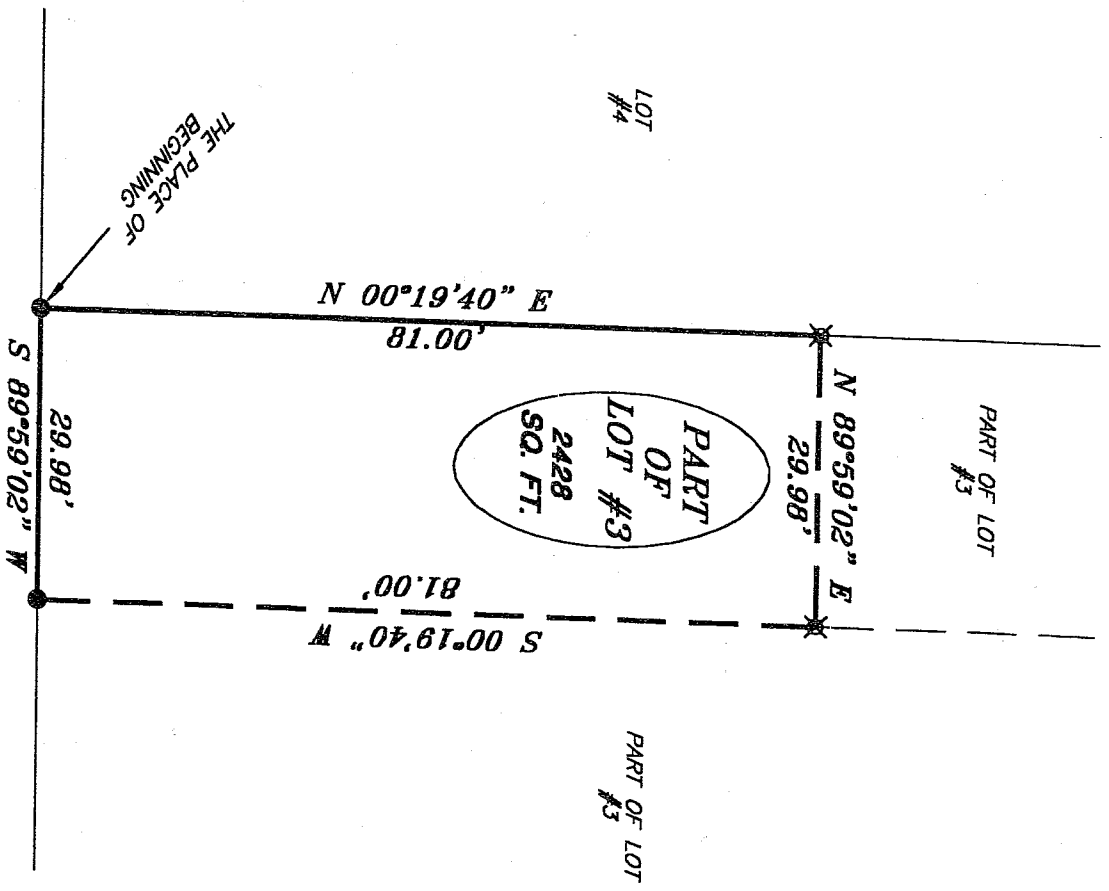 LOT
#4
THE PLACE OF
BEGINNING
N 00°19'40" E
81.00'
N 89°59'02" E
29.98'
PART OF LOT
#3
PART
OF
LOT #3
2428
SQ. FT.
29.98'
S 89°59'02" W
81.00'
S 00°19'40" W
PART OF LOT
#3